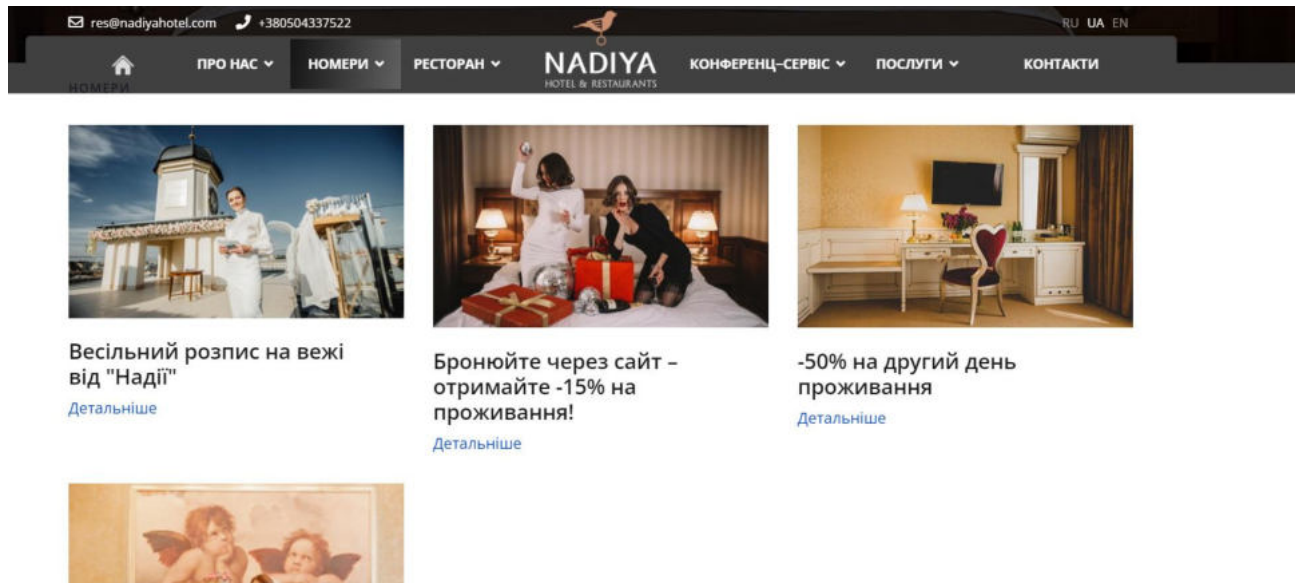 res@nadiyahotel.com +380504337522 RU UA EN
ПРО НАС НОМЕРИ РЕСТОРАН NADIYA КОНФЕРЕНЦ–СЕРВІС ПОСЛУГИ КОНТАКТИ
HOTEL & RESTAURANTS
НОМЕРИ
Весільний розпис на вежі
від "Надії"
Детальніше
Бронюйте через сайт –
отримайте -15% на
проживання!
Детальніше
-50% на другий день
проживання
Детальніше